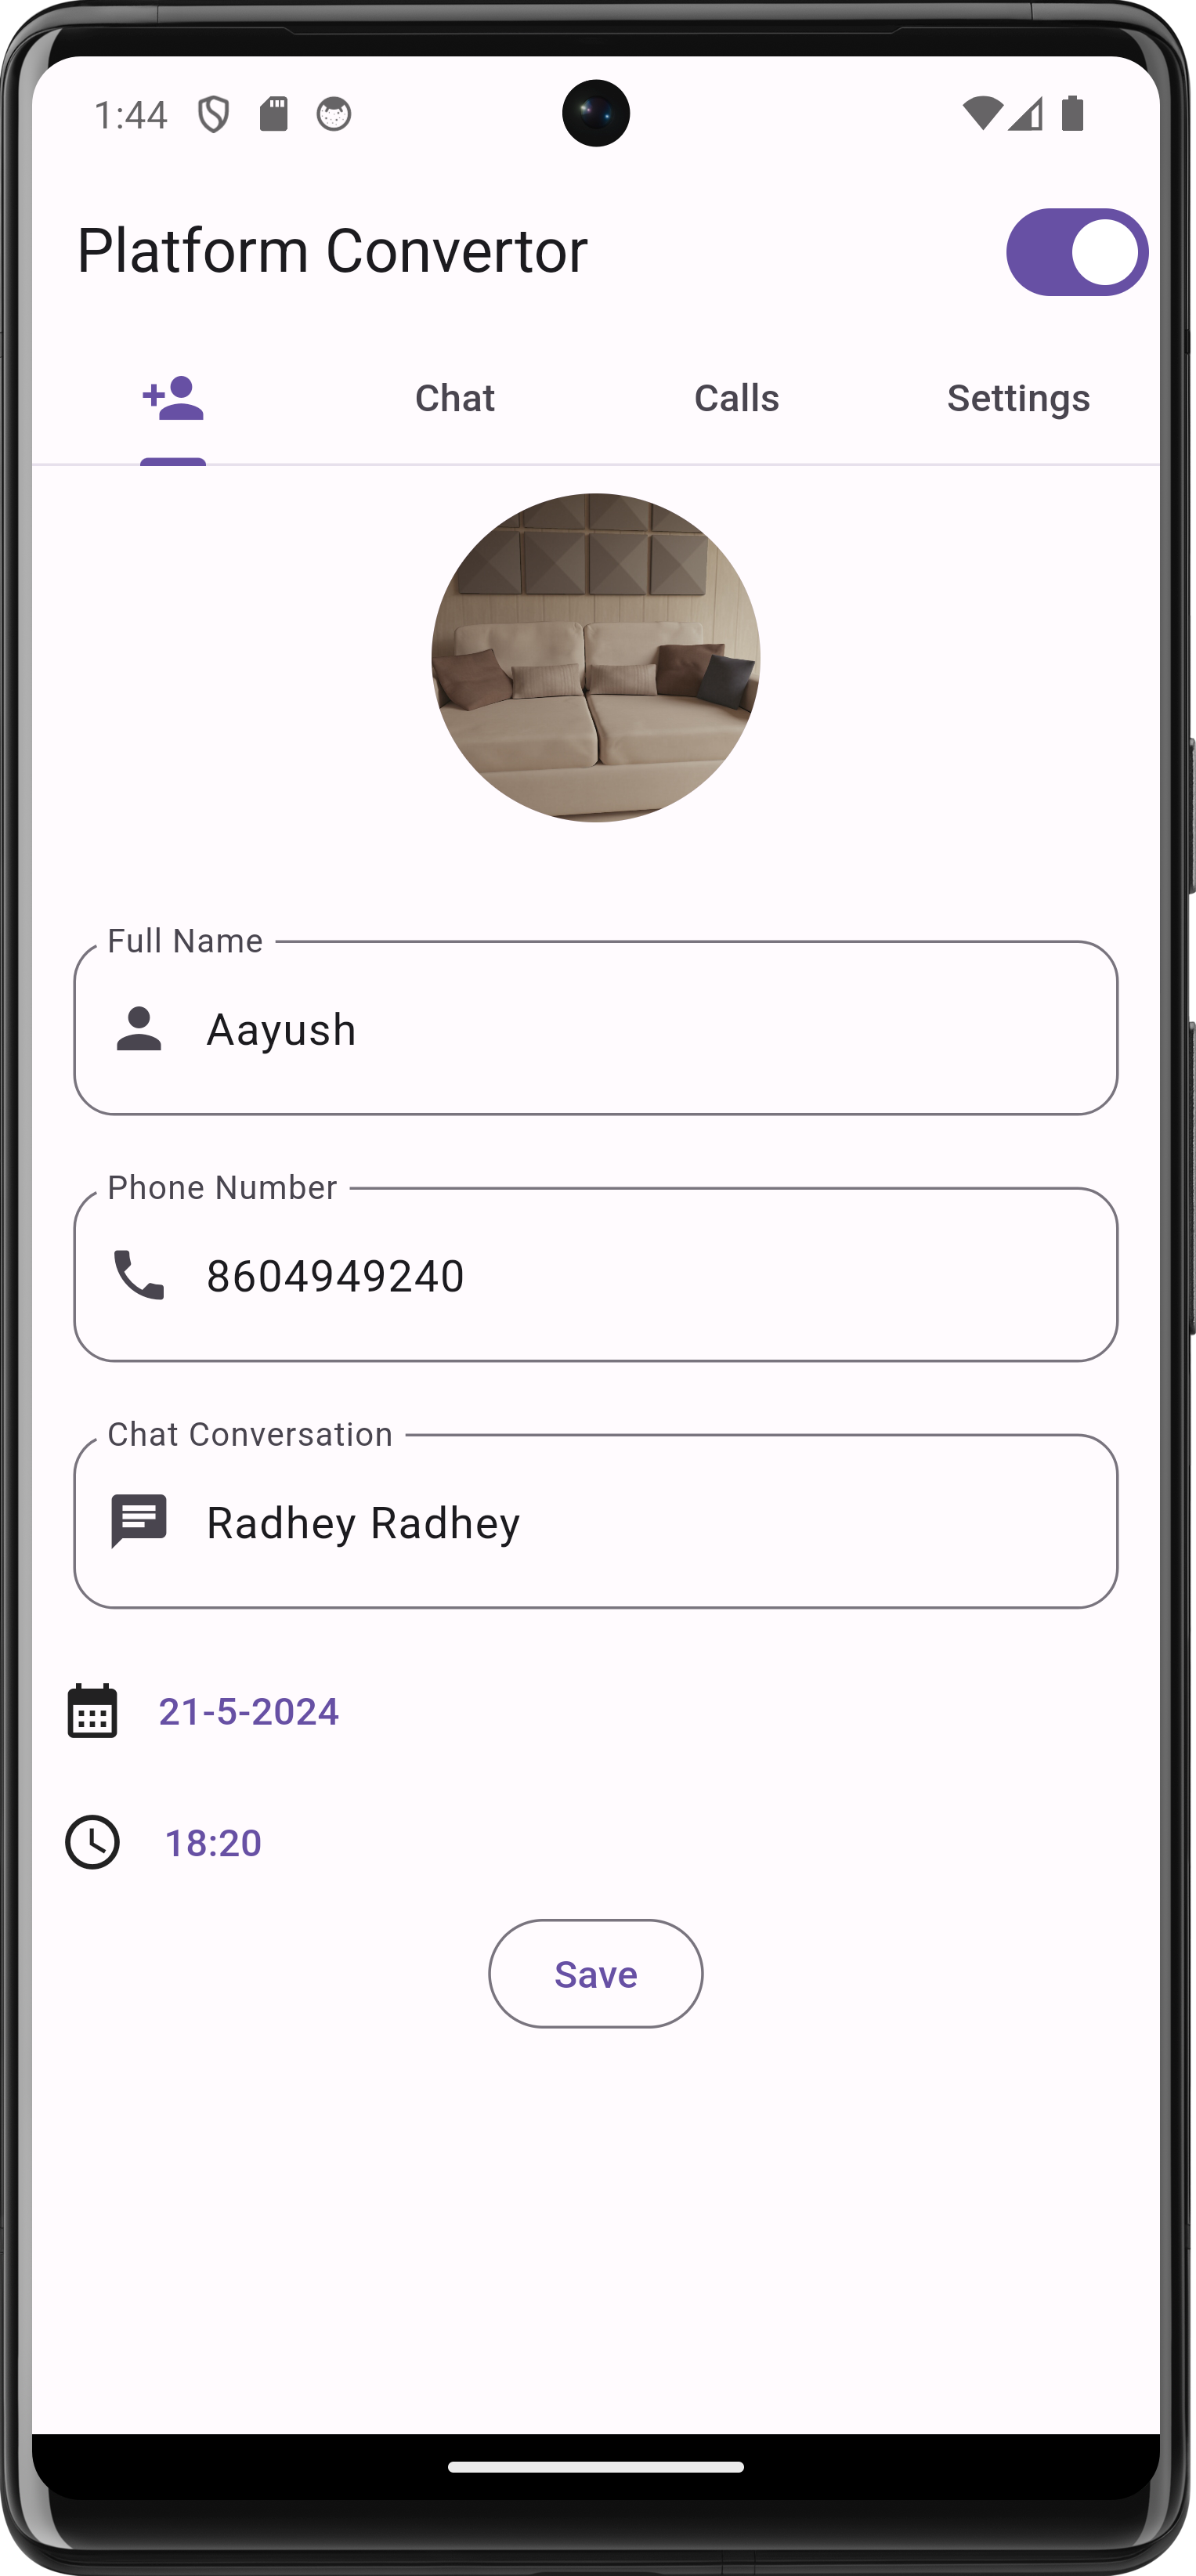 1:44
Platform Convertor
Chat Calls Settings
Full Name
Aayush
Phone Number
8604949240
Chat Conversation
Radhey Radhey
21-5-2024
18:20
Save